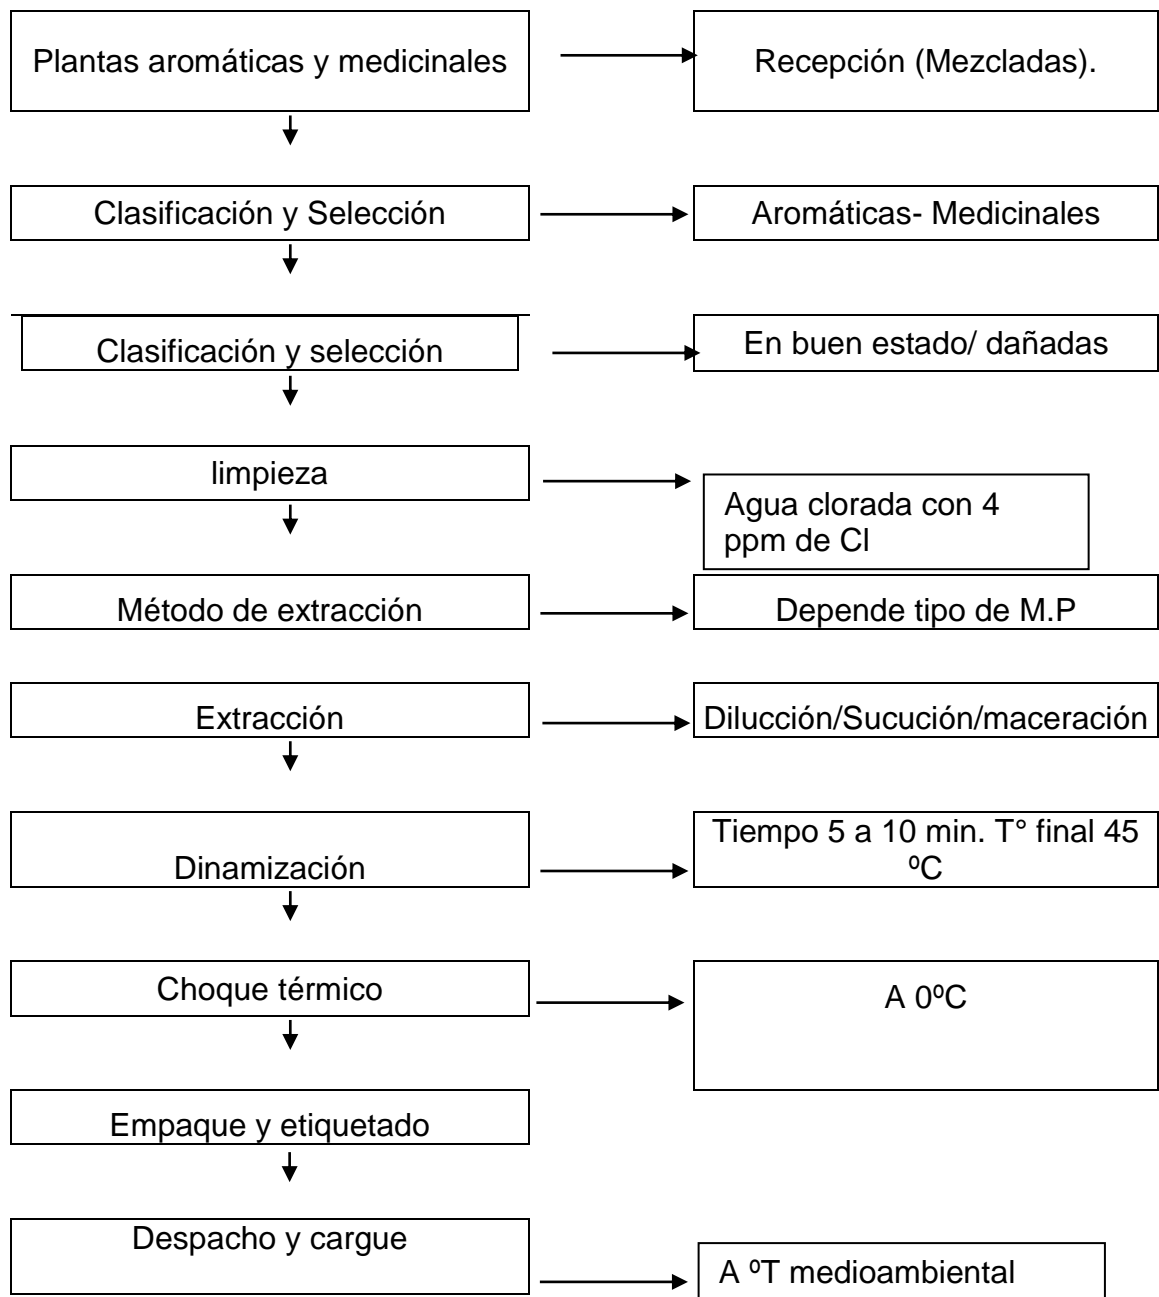 Plantas aromáticas y medicinales
Recepción (Mezcladas).
Clasificación y Selección
Aromáticas- Medicinales
Clasificación y selección
En buen estado/ dañadas
limpieza
Agua clorada con 4
ppm de Cl
Método de extracción
Depende tipo de M.P
Extracción
Dilucción/Sucución/maceración
Dinamización
Tiempo 5 a 10 min. T° final 45
ºC
Choque térmico
A 0ºC
Empaque y etiquetado
Despacho y cargue
A ºT medioambiental